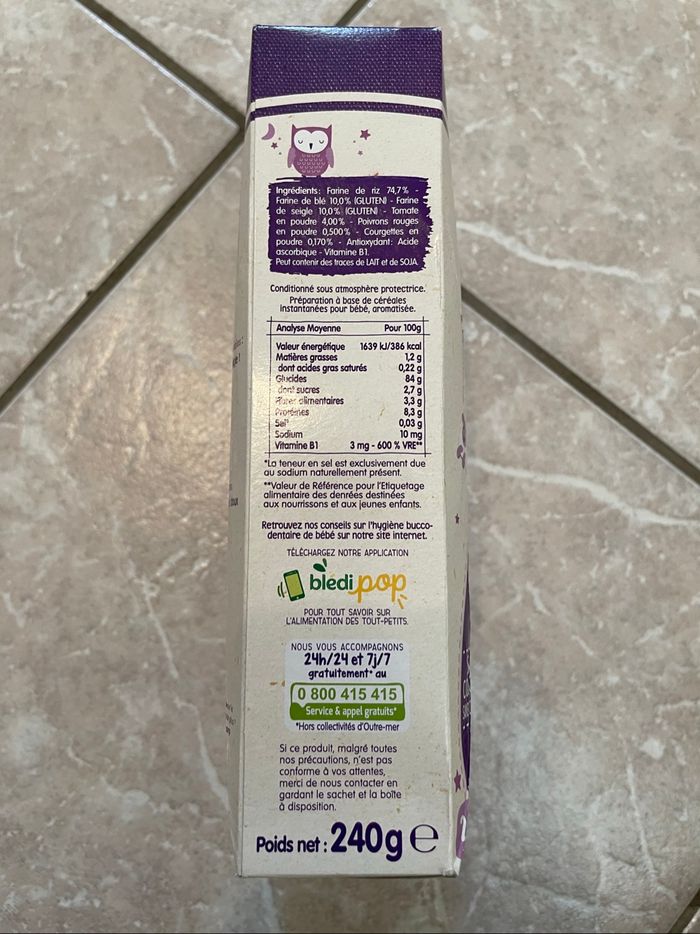 Ingrédients: Farine de riz 74,7% -
Farine de blé 10,0% (GLUTEN) - Farine
de seigle 10,0% (GLUTEN) - Tomate
en poudre 4,00% - Poivrons rouges
en poudre 0,500% - Courgettes en
poudre 0,170% - Antioxydant: Acide
ascorbique - Vitamine B1.
Peut contenir des traces de LAIT et de SOJA.
Conditionné sous atmosphère protectrice.
Préparation à base de céréales
instantanées pour bébé, aromatisée.
Analyse Moyenne Pour 100g
Valeur énergétique 1639 kJ/386 kcal
Matières grasses 1,2 g
dont acides gras saturés 0,22 g
Glucides 84 g
dont sucres 2,7 g
Fibres alimentaires 3,3 g
Protéines 8,3 g
Sel* 0,03 g
Sodium 10 mg
Vitamine B1 3 mg - 600 % VRE**
*La teneur en sel est exclusivement due
au sodium naturellement présent.
**Valeur de Référence pour l'Etiquetage
alimentaire des denrées destinées
aux nourrissons et aux jeunes enfants.
Retrouvez nos conseils sur l'hygiène bucco-
dentaire de bébé sur notre site internet.
TÉLÉCHARGEZ NOTRE APPLICATION
blédi pop
POUR TOUT SAVOIR SUR
L'ALIMENTATION DES TOUT-PETITS.
NOUS VOUS ACCOMPAGNONS
24h/24 et 7j/7
gratuitement* au
0 800 415 415
Service & appel gratuits*
*Hors collectivités d'Outre-mer
Si ce produit, malgré toutes
nos précautions, n'est pas
conforme à vos attentes,
merci de nous contacter en
gardant le sachet et la boîte
à disposition.
Poids net : 240g e